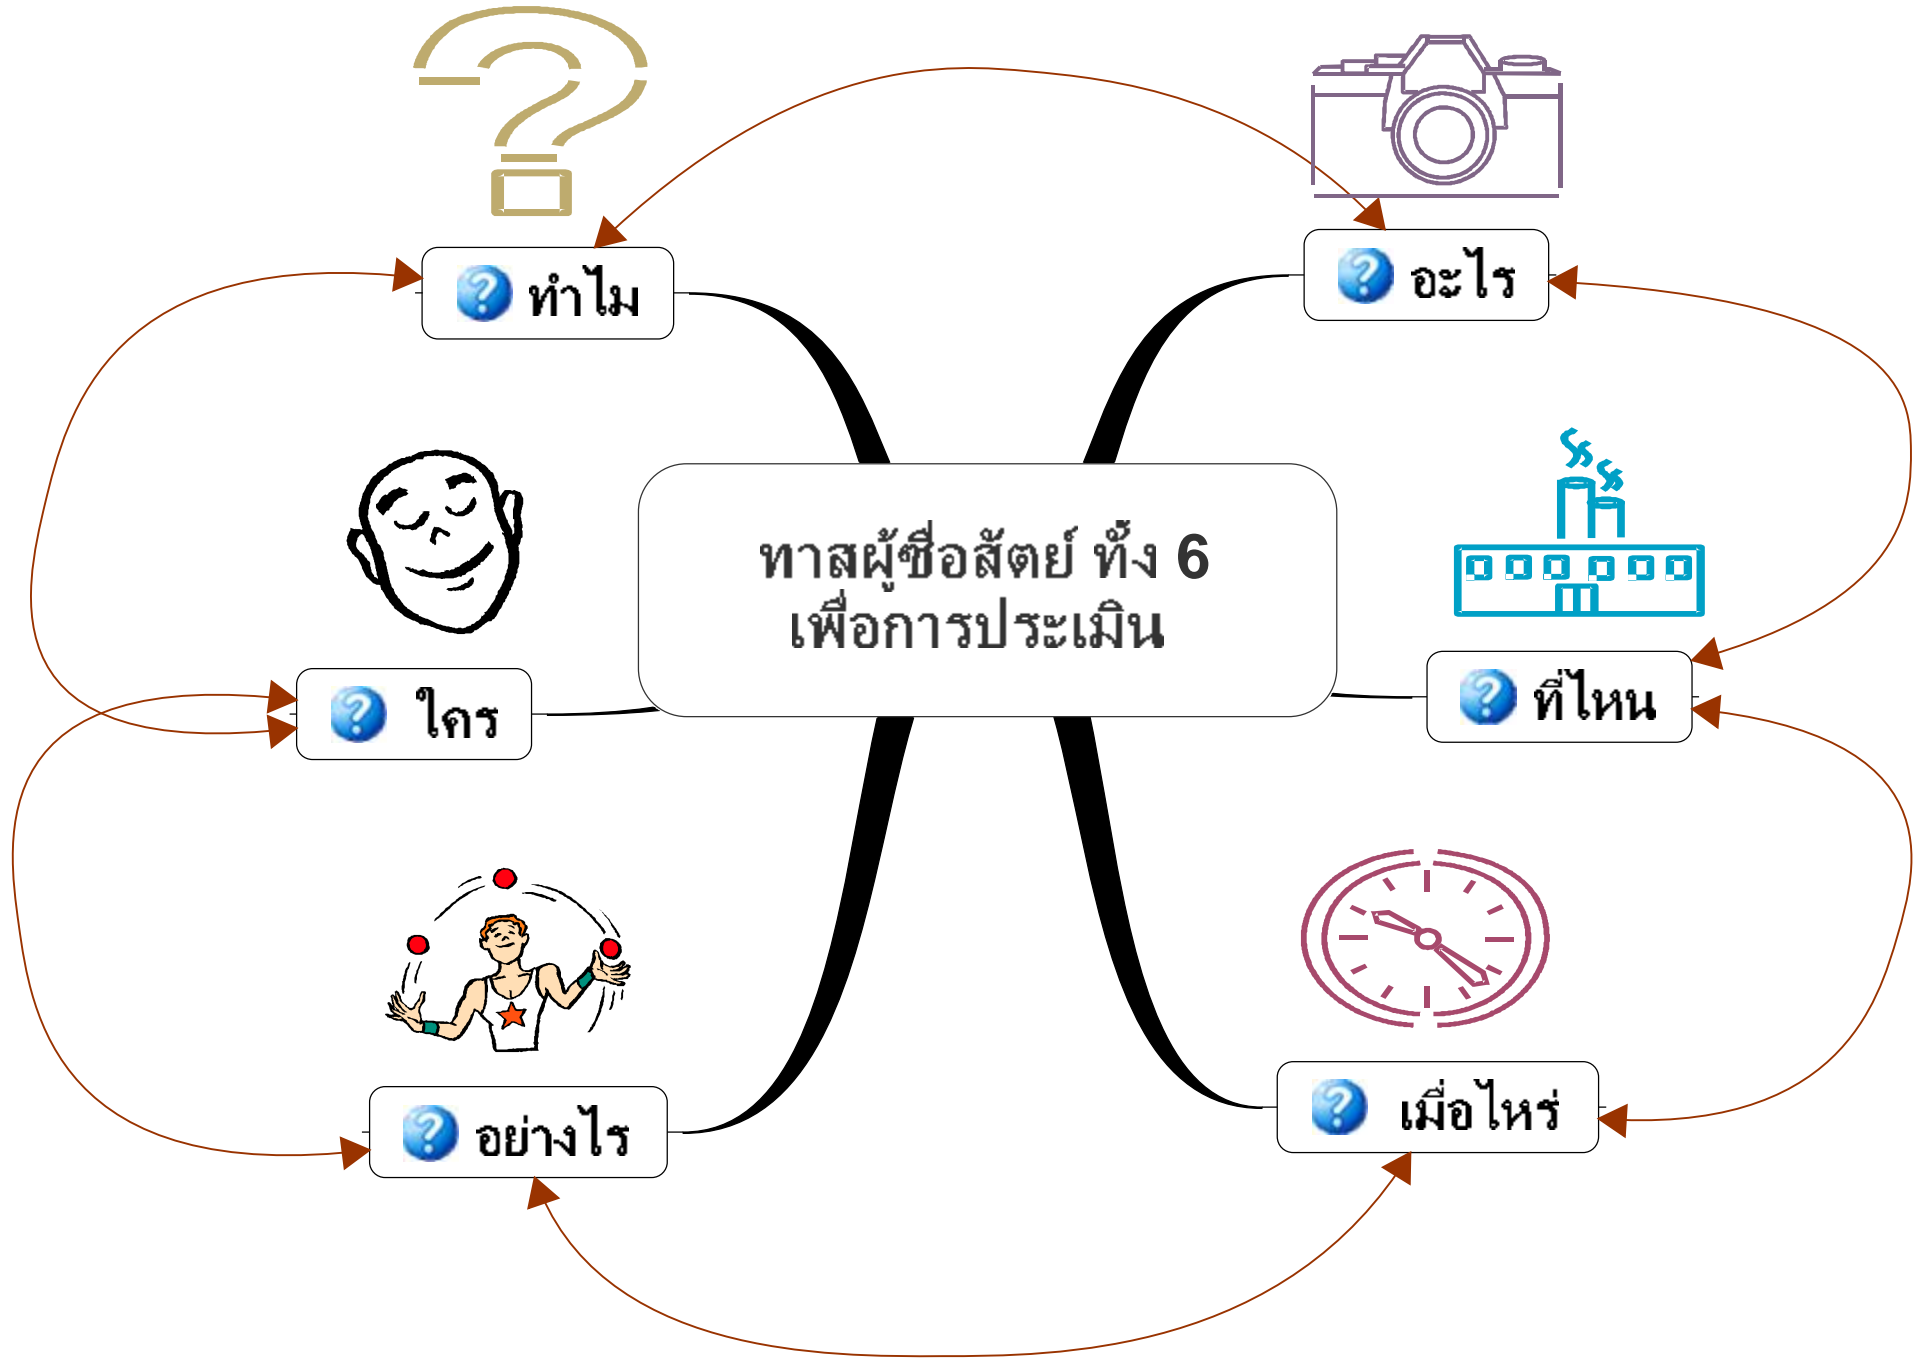 ทำไม
อะไร
ทาสผู้ซื่อสัตย์ ทั้ง 6
เพื่อการประเมิน
ใคร
ที่ไหน
อย่างไร
เมื่อไหร่